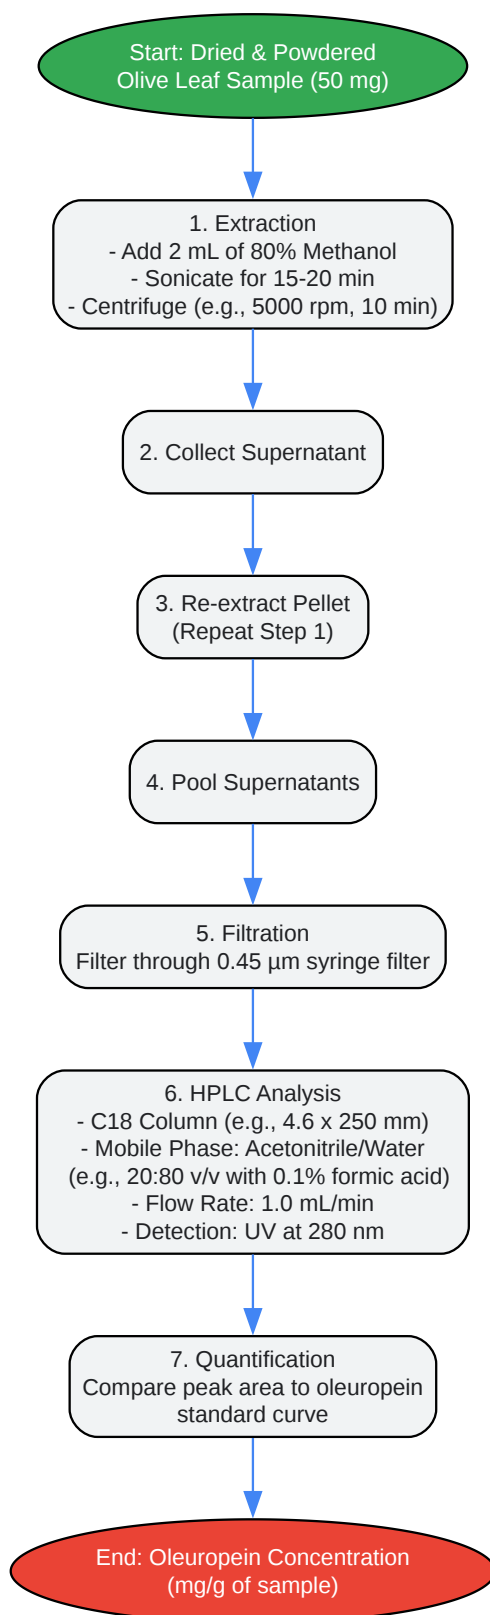 Start: Dried & Powdered
Olive Leaf Sample (50 mg)
1. Extraction
- Add 2 mL of 80% Methanol
- Sonicate for 15-20 min
- Centrifuge (e.g., 5000 rpm, 10 min)
2. Collect Supernatant
3. Re-extract Pellet
(Repeat Step 1)
4. Pool Supernatants
5. Filtration
Filter through 0.45 µm syringe filter
6. HPLC Analysis
- C18 Column (e.g., 4.6 x 250 mm)
- Mobile Phase: Acetonitrile/Water
(e.g., 20:80 v/v with 0.1% formic acid)
- Flow Rate: 1.0 mL/min
- Detection: UV at 280 nm
7. Quantification
Compare peak area to oleuropein
standard curve
End: Oleuropein Concentration
(mg/g of sample)